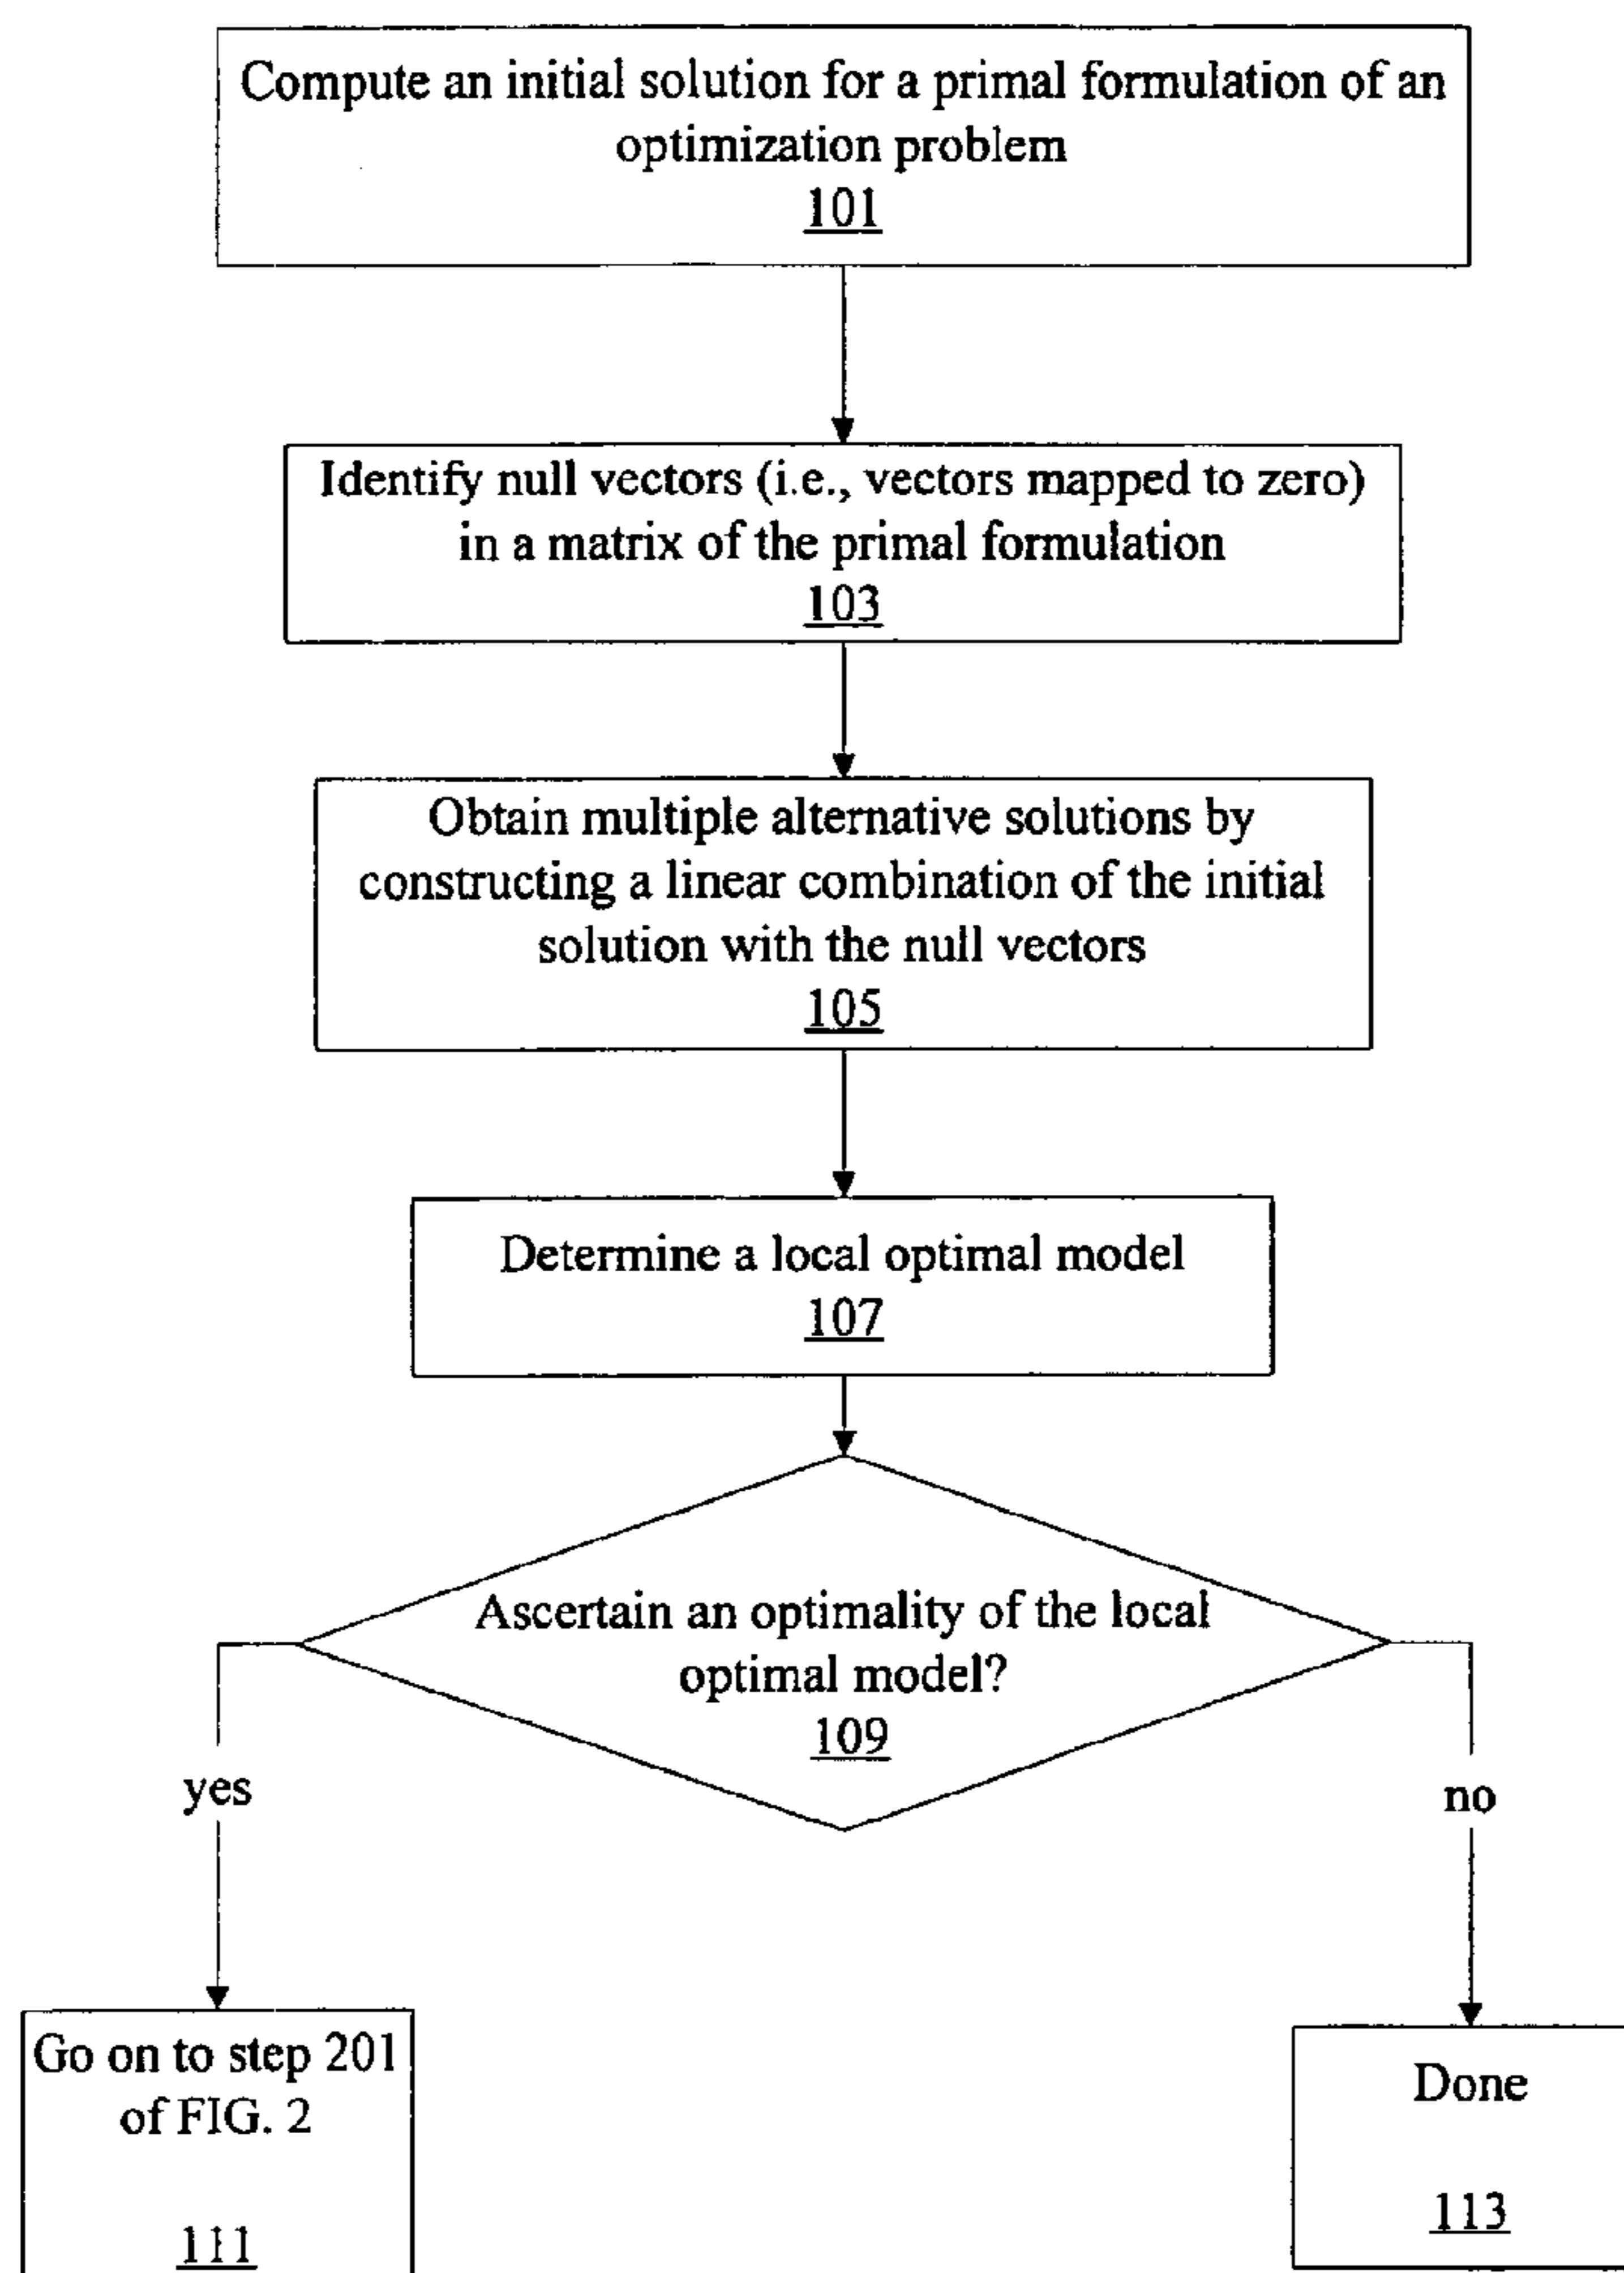 Compute an initial solution for a primal formulation of an
optimization problem
101
Identify null vectors (i.e., vectors mapped to zero)
in a matrix of the primal formulation
103
Obtain multiple alternative solutions by
constructing a linear combination of the initial
solution with the null vectors
105
Determine a local optimal model
107
Ascertain an optimality of the local
optimal model?
109
yes
no
Go on to step 201
of FIG. 2
111
Done
113